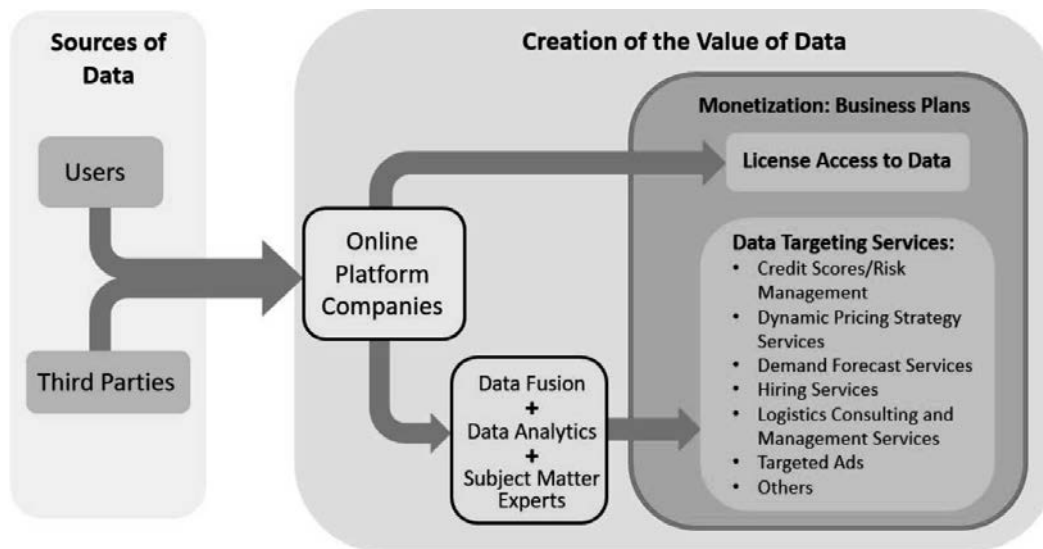 Sources of
Data
Users
Third Parties
Creation of the Value of Data
Online
Platform
Companies
Data Fusion
+
Data Analytics
+
Subject Matter
Experts
Monetization: Business Plans
License Access to Data
Data Targeting Services:
• Credit Scores/Risk
Management
• Dynamic Pricing Strategy
Services
• Demand Forecast Services
• Hiring Services
• Logistics Consulting and
Management Services
• Targeted Ads
• Others